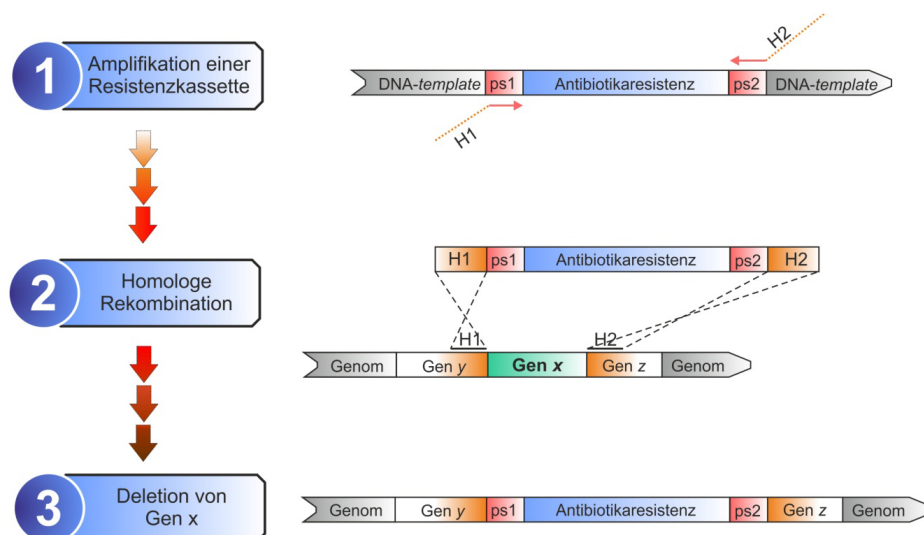 1
Amplifikation einer
Resistenzkassette
H2
DNA-template ps1 Antibiotikaresistenz ps2 DNA-template
H1
2
Homologe
Rekombination
H1 ps1 Antibiotikaresistenz ps2 H2
H1 H2
Genom Gen y Gen x Gen z Genom
3
Deletion von
Gen x
Genom Gen y ps1 Antibiotikaresistenz ps2 Gen z Genom